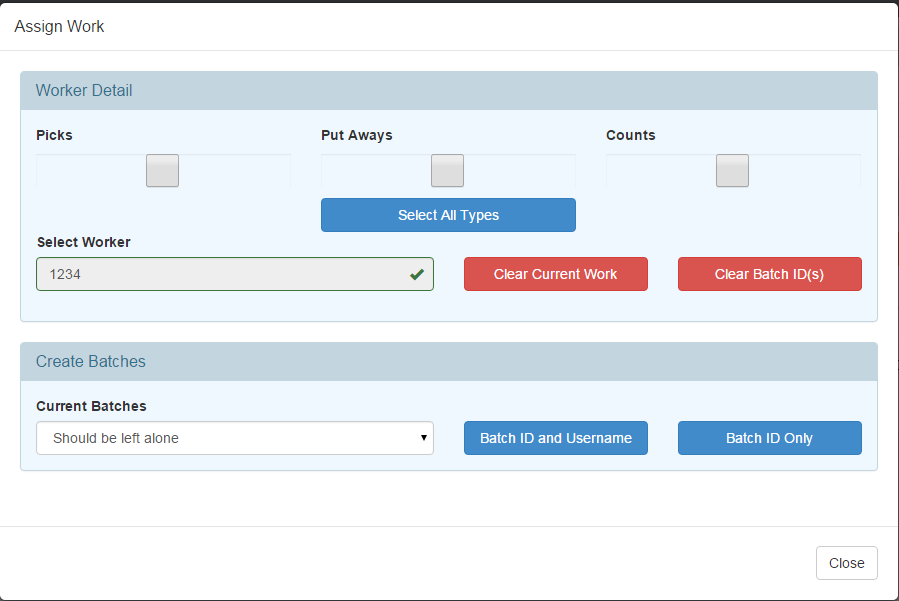 Assign Work
Worker Detail
Picks
Put Aways
Counts
Select All Types
Select Worker
1234
Clear Current Work
Clear Batch ID(s)
Create Batches
Current Batches
Should be left alone
Batch ID and Username
Batch ID Only
Close